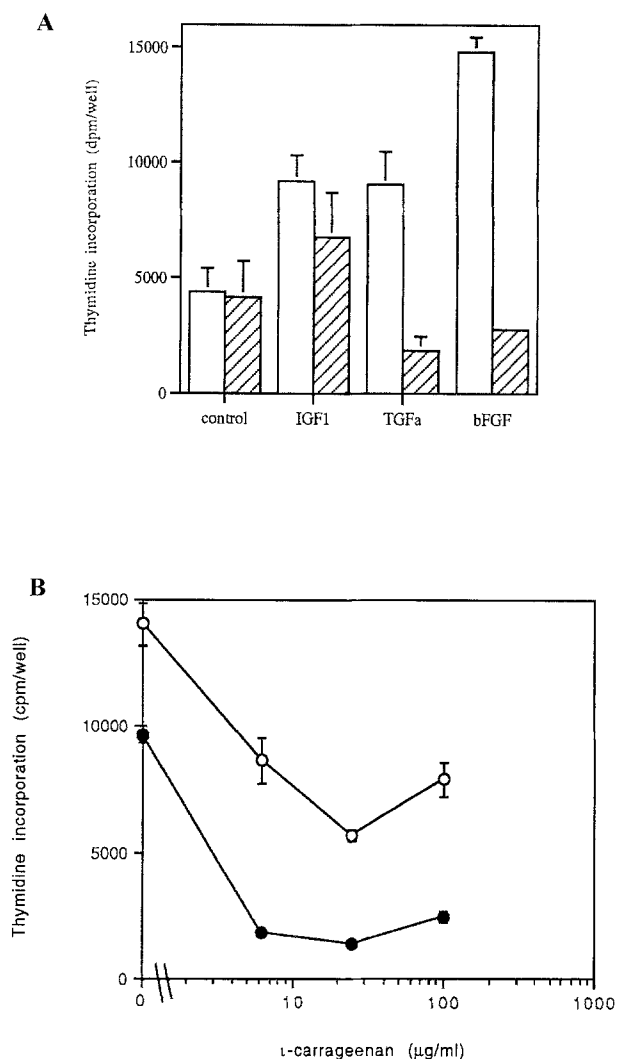 A
Thymidine incorporation (dpm/well)
15000
10000
5000
0
control IGF1 TGFa bFGF
B
Thymidine incorporation (cpm/well)
15000
10000
5000
0
0 10 100 1000
ι-carrageenan (µg/ml)